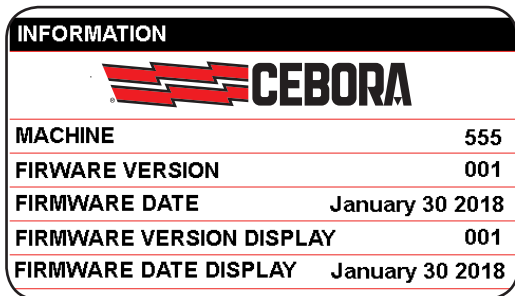 INFORMATION
® CEBORA
MACHINE 555
FIRWARE VERSION 001
FIRMWARE DATE January 30 2018
FIRMWARE VERSION DISPLAY 001
FIRMWARE DATE DISPLAY January 30 2018